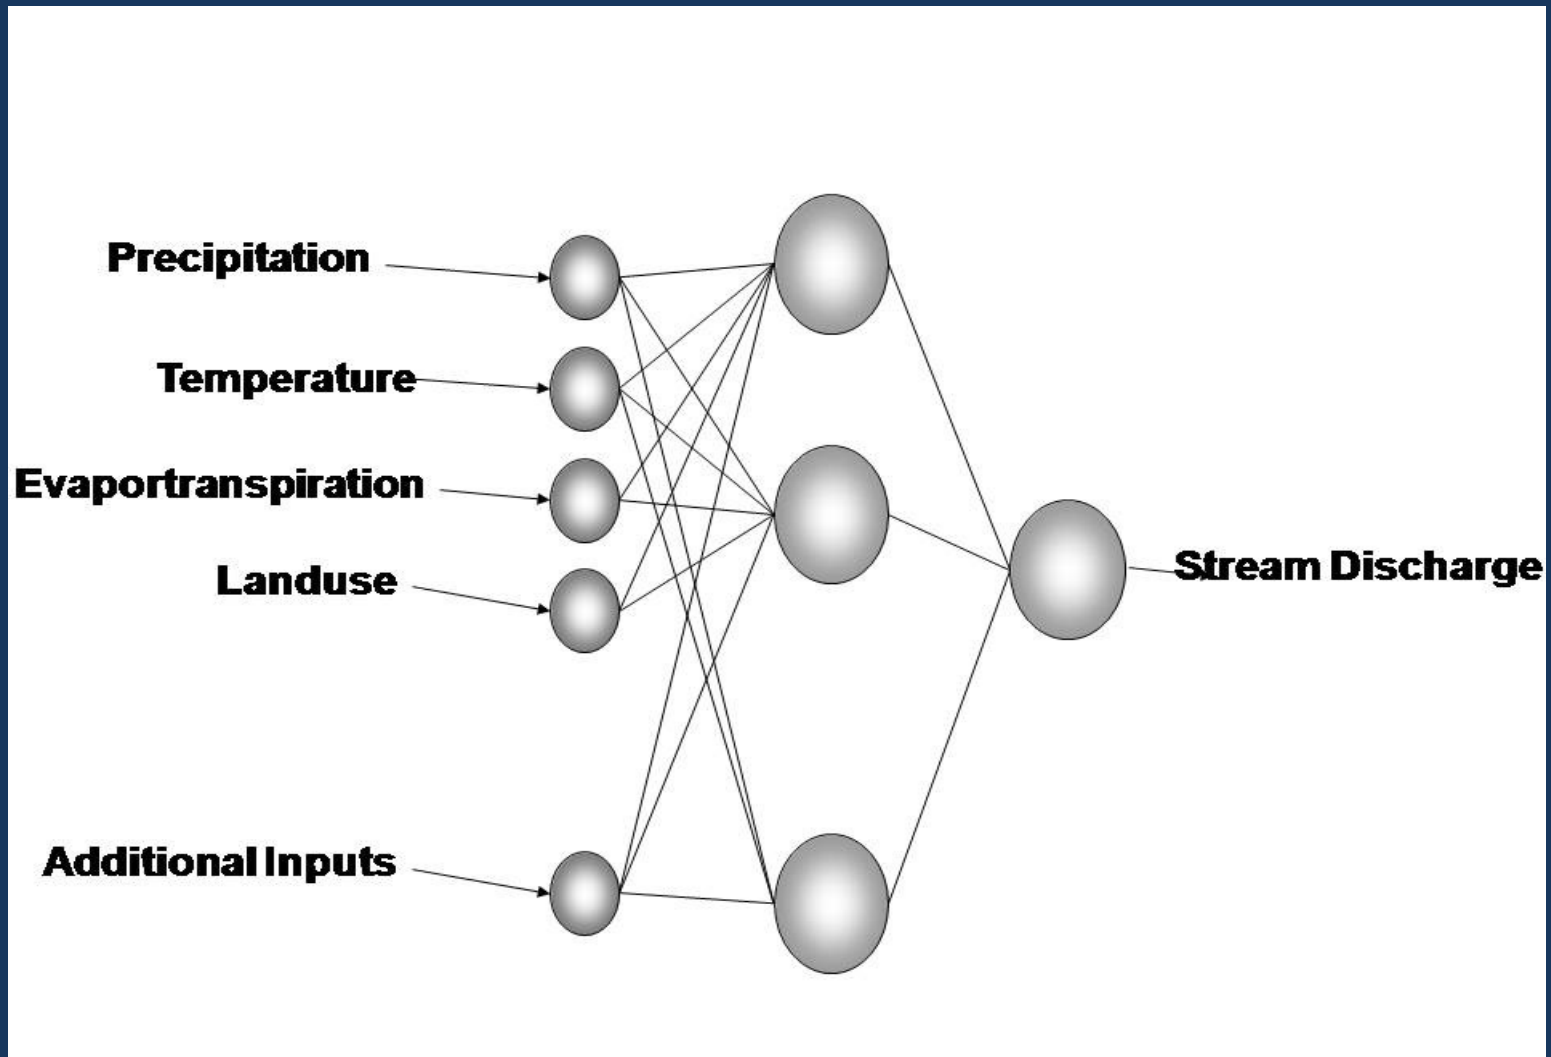 Precipitation
Temperature
Evaportranspiration
Landuse
Stream Discharge
Additional Inputs